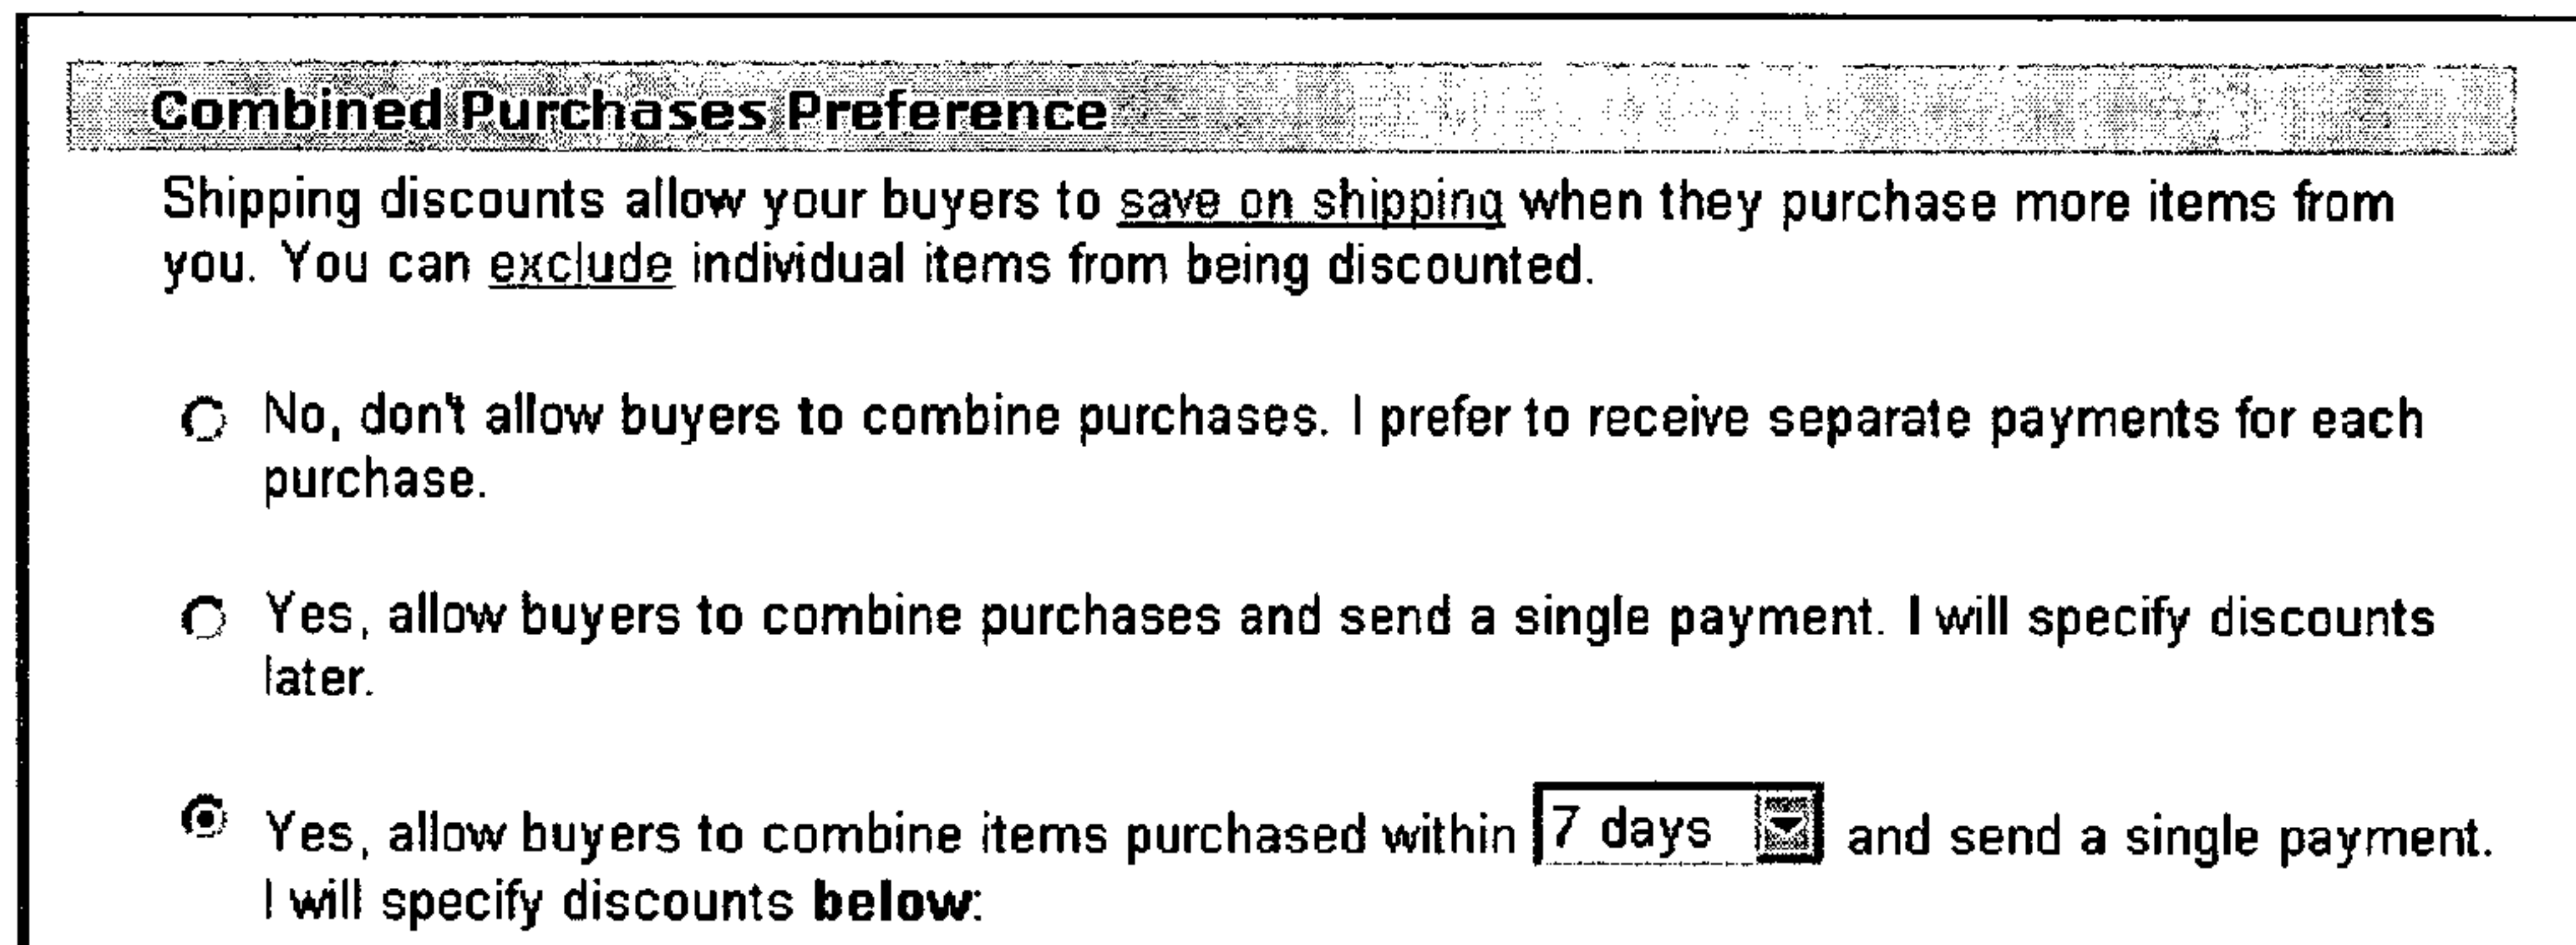 Combined Purchases Preference
Shipping discounts allow your buyers to save on shipping when they purchase more items from
you. You can exclude individual items from being discounted.
No, don't allow buyers to combine purchases. I prefer to receive separate payments for each
purchase.
Yes, allow buyers to combine purchases and send a single payment. I will specify discounts
later.
Yes, allow buyers to combine items purchased within 7 days and send a single payment.
I will specify discounts below: